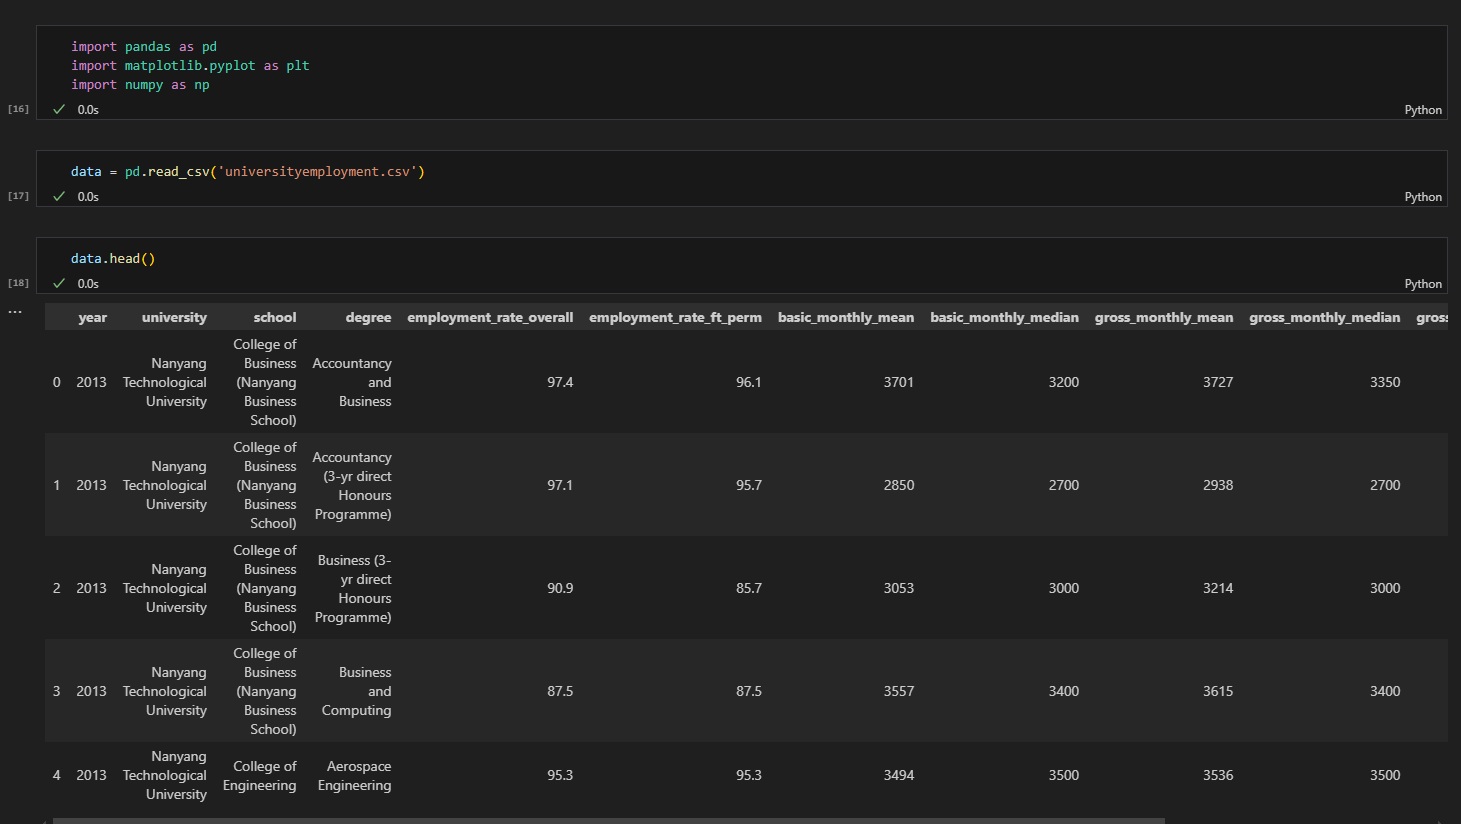 import pandas as pd
import matplotlib.pyplot as plt
import numpy as np
[16] 0.0s Python
data = pd.read_csv('universityemployment.csv')
[17] 0.0s Python
data.head()
[18] 0.0s Python
...
year university school degree employment_rate_overall employment_rate_ft_perm basic_monthly_mean basic_monthly_median gross_monthly_mean gross_monthly_median gross
0 2013 Nanyang Technological University College of Business (Nanyang Business School) Accountancy and Business 97.4 96.1 3701 3200 3727 3350
1 2013 Nanyang Technological University College of Business (Nanyang Business School) Accountancy (3-yr direct Honours Programme) 97.1 95.7 2850 2700 2938 2700
2 2013 Nanyang Technological University College of Business (Nanyang Business School) Business (3-yr direct Honours Programme) 90.9 85.7 3053 3000 3214 3000
3 2013 Nanyang Technological University College of Business (Nanyang Business School) Business and Computing 87.5 87.5 3557 3400 3615 3400
4 2013 Nanyang Technological University College of Engineering Aerospace Engineering 95.3 95.3 3494 3500 3536 3500